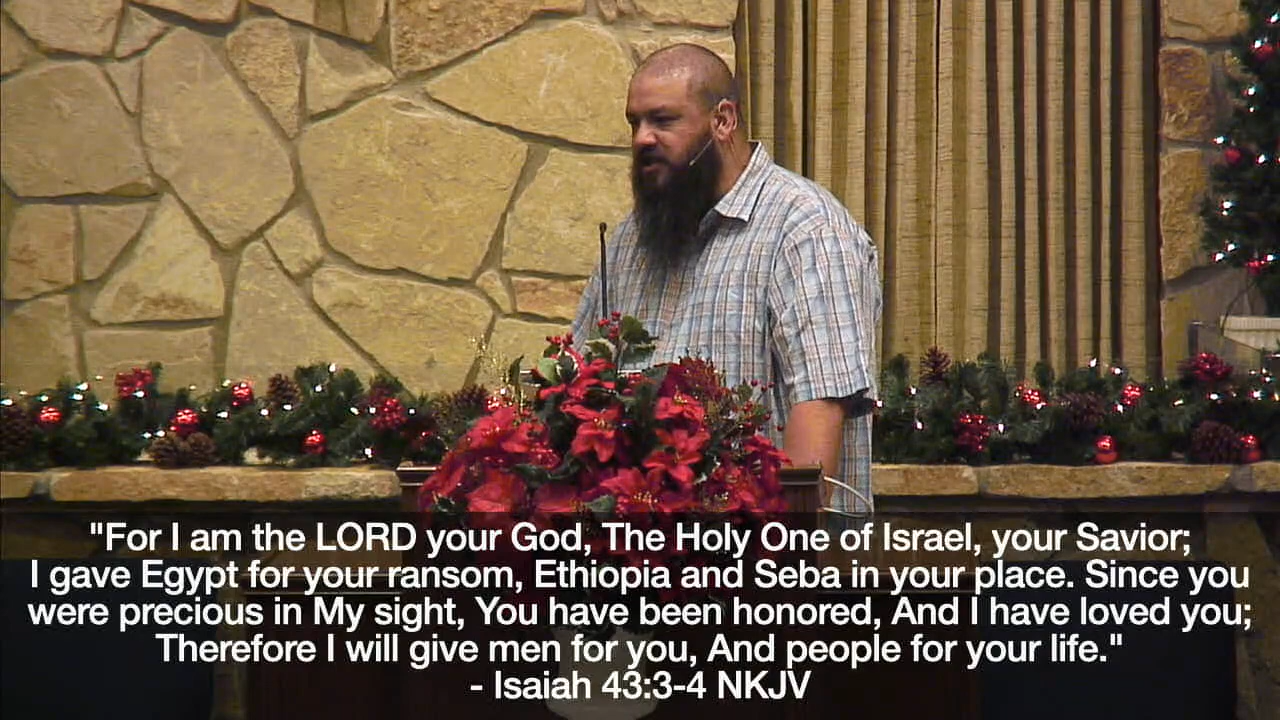 "For I am the LORD your God, The Holy One of Israel, your Savior;
I gave Egypt for your ransom, Ethiopia and Seba in your place. Since you
were precious in My sight, You have been honored, And I have loved you;
Therefore I will give men for you, And people for your life."
- Isaiah 43:3-4 NKJV